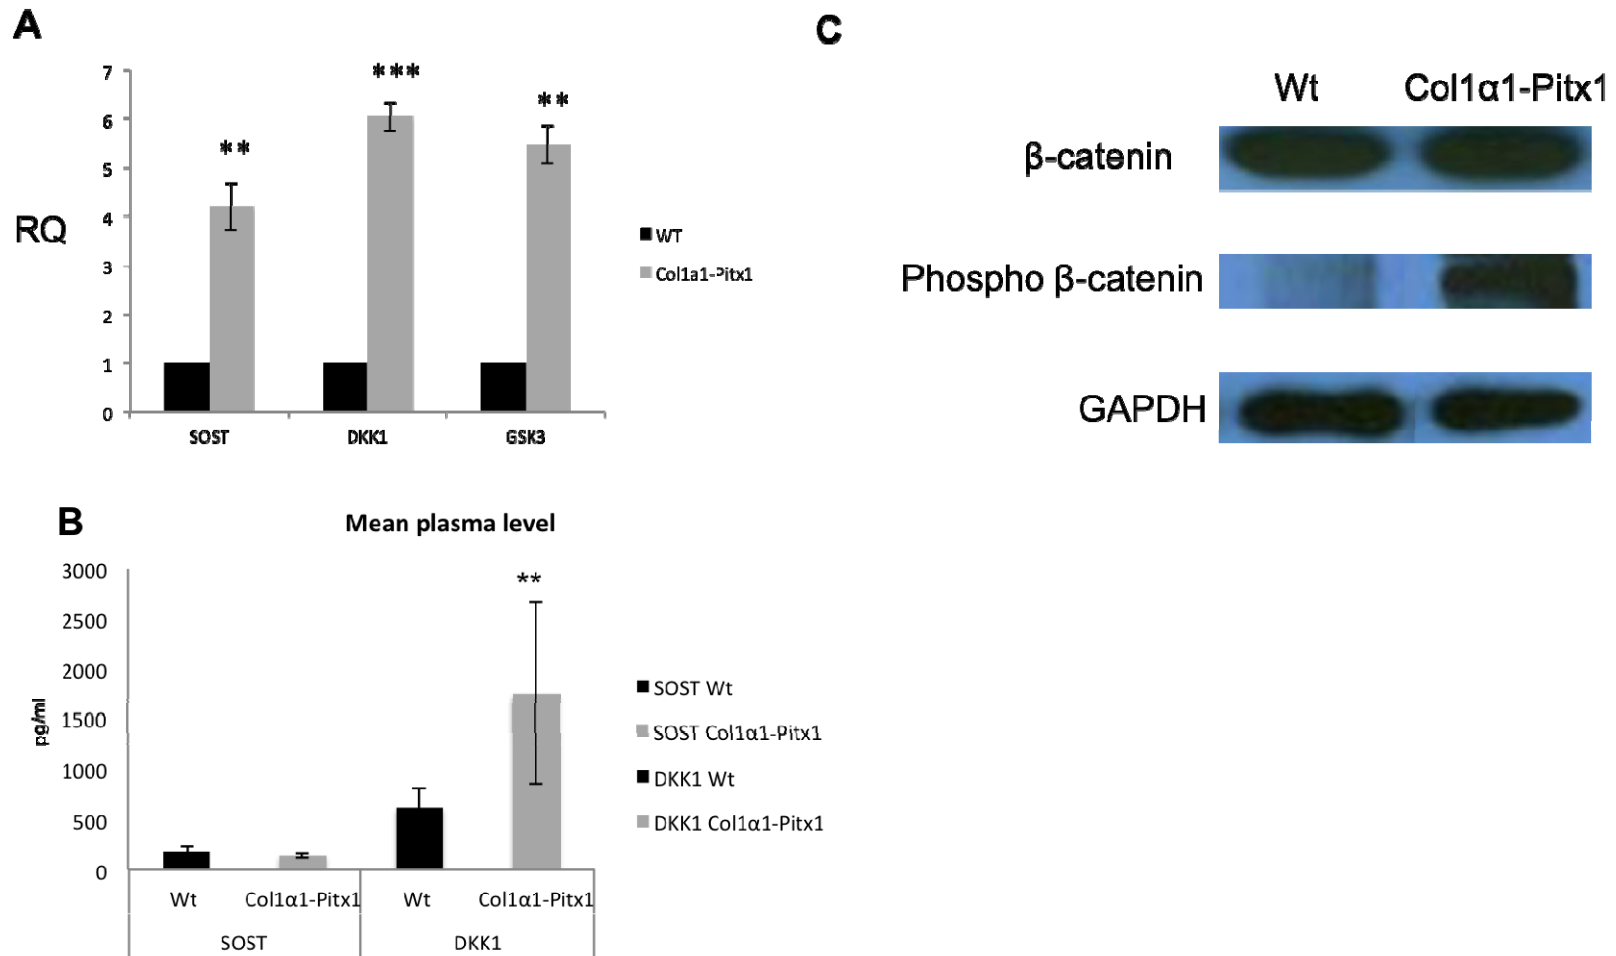 A
7
6
5
4
3
2
1
0
RQ
**
***
**
SOST
DKK1
GSK3
WT
Col1a1-Pitx1
B
Mean plasma level
3000
2500
2000
1500
1000
500
0
pg/ml
**
Wt
Col1α1-Pitx1
Wt
Col1α1-Pitx1
SOST
DKK1
SOST Wt
SOST Col1α1-Pitx1
DKK1 Wt
DKK1 Col1α1-Pitx1
C
Wt Col1α1-Pitx1
β-catenin
Phospho β-catenin
GAPDH